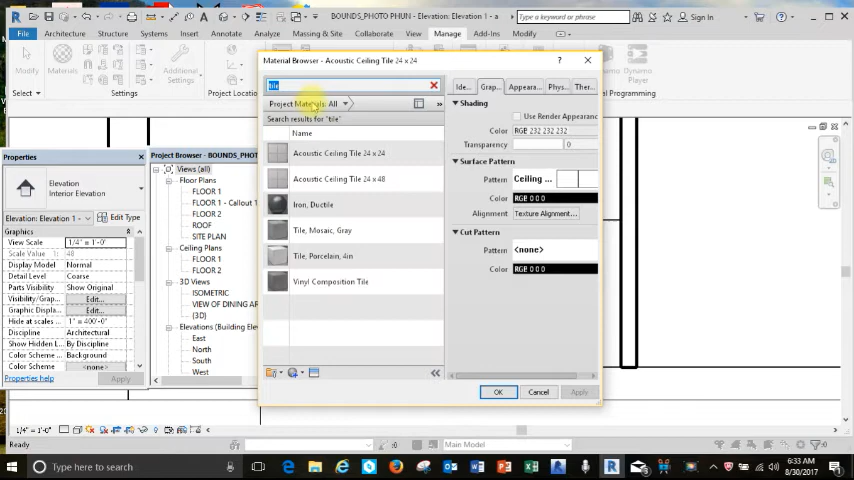 BOUNDS_PHOTO PHUN - Elevation: Elevation 1 - a
Type a keyword or phrase
Sign In
File Architecture Structure Systems Insert Annotate Analyze Massing & Site Collaborate View Manage Add-Ins Modify
Modify
Materials
Additional
Settings
Project Location
Dynamo
Player
Select
Programming
Material Browser - Acoustic Ceiling Tile 24 x 24
tile
Project Materials: All
Search results for "tile"
Name
Acoustic Ceiling Tile 24 x 24
Acoustic Ceiling Tile 24 x 48
Iron, Ductile
Tile, Mosaic, Gray
Tile, Porcelain, 4in
Vinyl Composition Tile
Ide... Grap... Appeara... Phys... Ther...
Shading
Use Render Appearanc
Color RGB 232 232 232
Transparency 0
Surface Pattern
Pattern Ceiling ...
Color RGB 0 0 0
Alignment Texture Alignment...
Cut Pattern
Pattern <none>
Color RGB 0 0 0
OK Cancel Apply
Properties
Elevation
Interior Elevation
Elevation: Elevation 1 Edit Type
Graphics
View Scale 1/4" = 1'-0"
Scale Value 1: 48
Display Model Normal
Detail Level Coarse
Parts Visibility Show Original
Visibility/Grap... Edit...
Graphic Displa... Edit...
Hide at scales ... 1" = 400'-0"
Discipline Architectural
Show Hidden L... By Discipline
Color Scheme ... Background
Color Scheme <none>
Properties help Apply
Project Browser - BOUNDS_PHOTO
Views (all)
Floor Plans
FLOOR 1
FLOOR 1 - Callout
FLOOR 2
ROOF
SITE PLAN
Ceiling Plans
FLOOR 1
FLOOR 2
3D Views
ISOMETRIC
VIEW OF DINING AR
{3D}
Elevations (Building Elev
East
North
South
West
1/4" = 1'-0"
Ready
:0
Main Model
:0
Type here to search
6:33 AM
8/30/2017